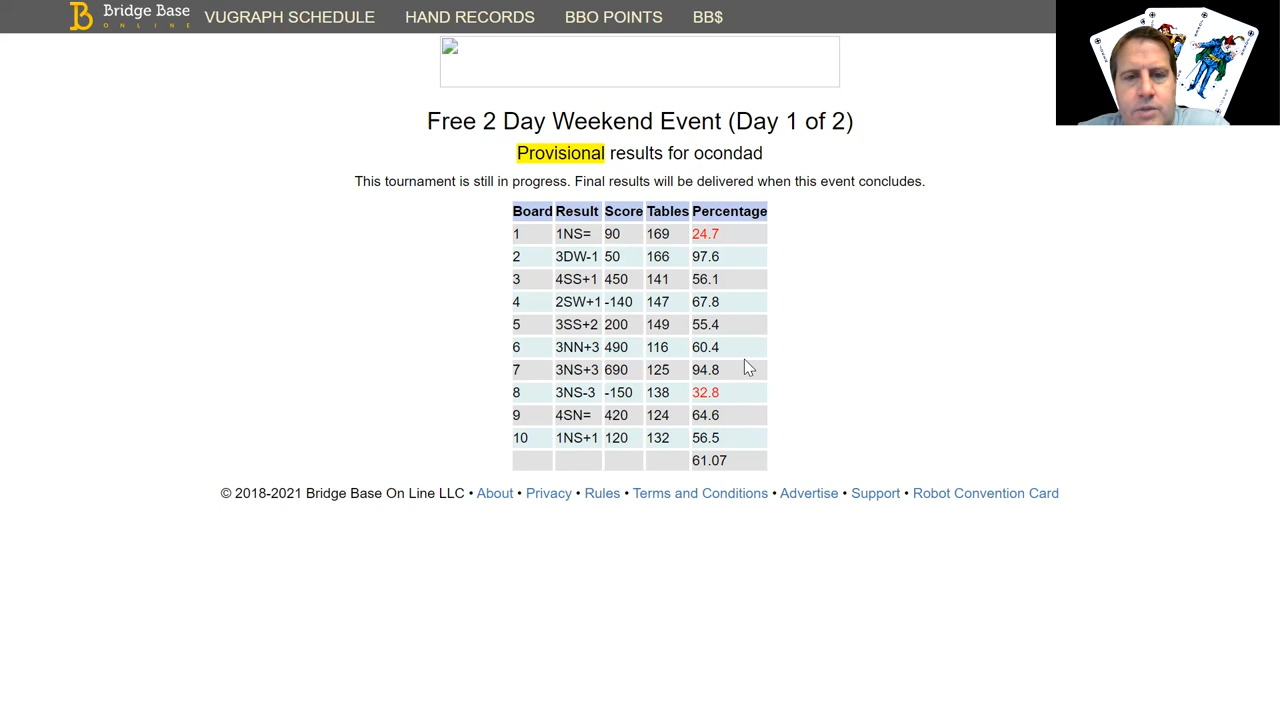 Bridge Base
ONLINE
VUGRAPH SCHEDULE HAND RECORDS BBO POINTS BB$
Free 2 Day Weekend Event (Day 1 of 2)
Provisional results for ocondad
This tournament is still in progress. Final results will be delivered when this event concludes.
Board Result Score Tables Percentage
1 1NS= 90 169 24.7
2 3DW-1 50 166 97.6
3 4SS+1 450 141 56.1
4 2SW+1 -140 147 67.8
5 3SS+2 200 149 55.4
6 3NN+3 490 116 60.4
7 3NS+3 690 125 94.8
8 3NS-3 -150 138 32.8
9 4SN= 420 124 64.6
10 1NS+1 120 132 56.5
61.07
© 2018-2021 Bridge Base On Line LLC • About • Privacy • Rules • Terms and Conditions • Advertise • Support • Robot Convention Card